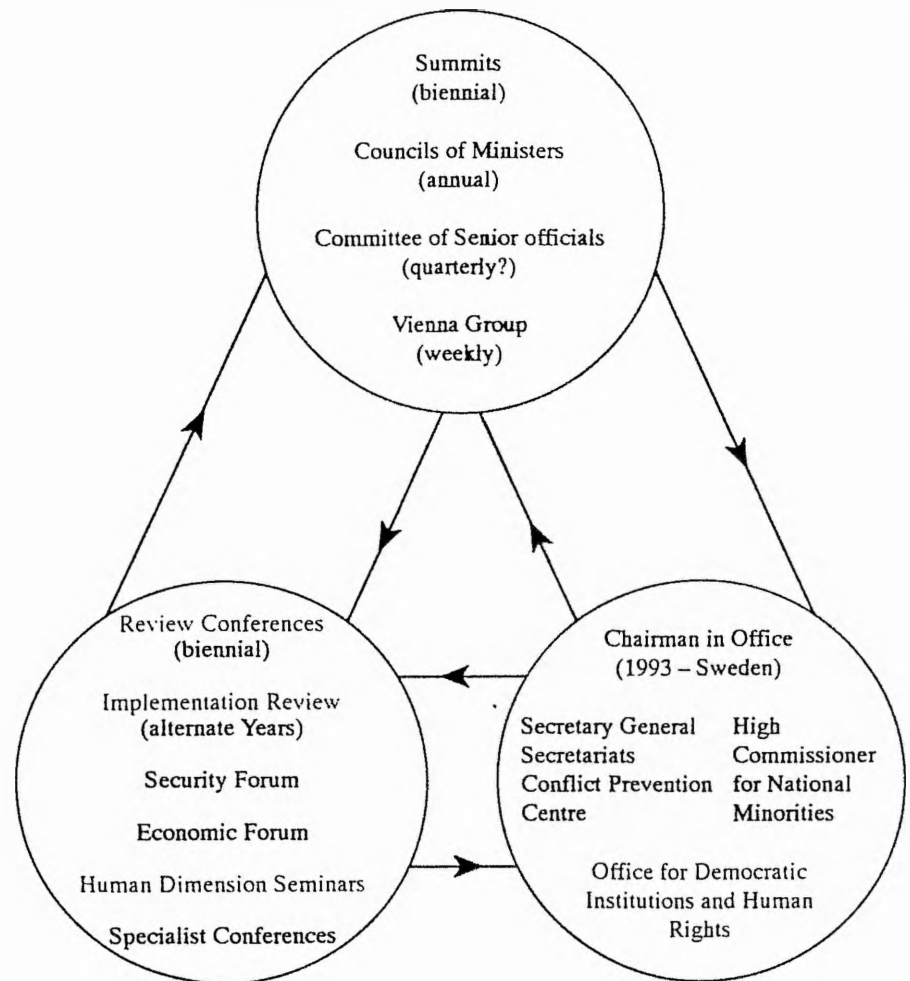 Summits
(biennial)
Councils of Ministers
(annual)
Committee of Senior officials
(quarterly?)
Vienna Group
(weekly)
Review Conferences
(biennial)
Implementation Review
(alternate Years)
Security Forum
Economic Forum
Human Dimension Seminars
Specialist Conferences
Chairman in Office
(1993 – Sweden)
Secretary General
Secretariats
Conflict Prevention
Centre
High
Commissioner
for National
Minorities
Office for Democratic
Institutions and Human
Rights